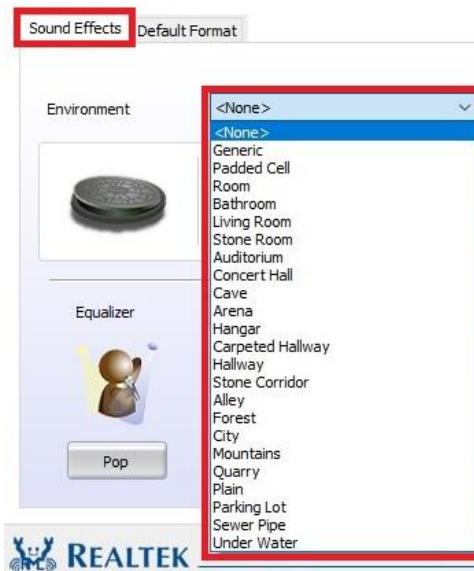 Sound Effects Default Format
Environment
<None>
<None>
Generic
Padded Cell
Room
Bathroom
Living Room
Stone Room
Auditorium
Concert Hall
Cave
Arena
Hangar
Carpeted Hallway
Hallway
Stone Corridor
Alley
Forest
City
Mountains
Quarry
Plain
Parking Lot
Sewer Pipe
Under Water
Equalizer
Pop
REALTEK